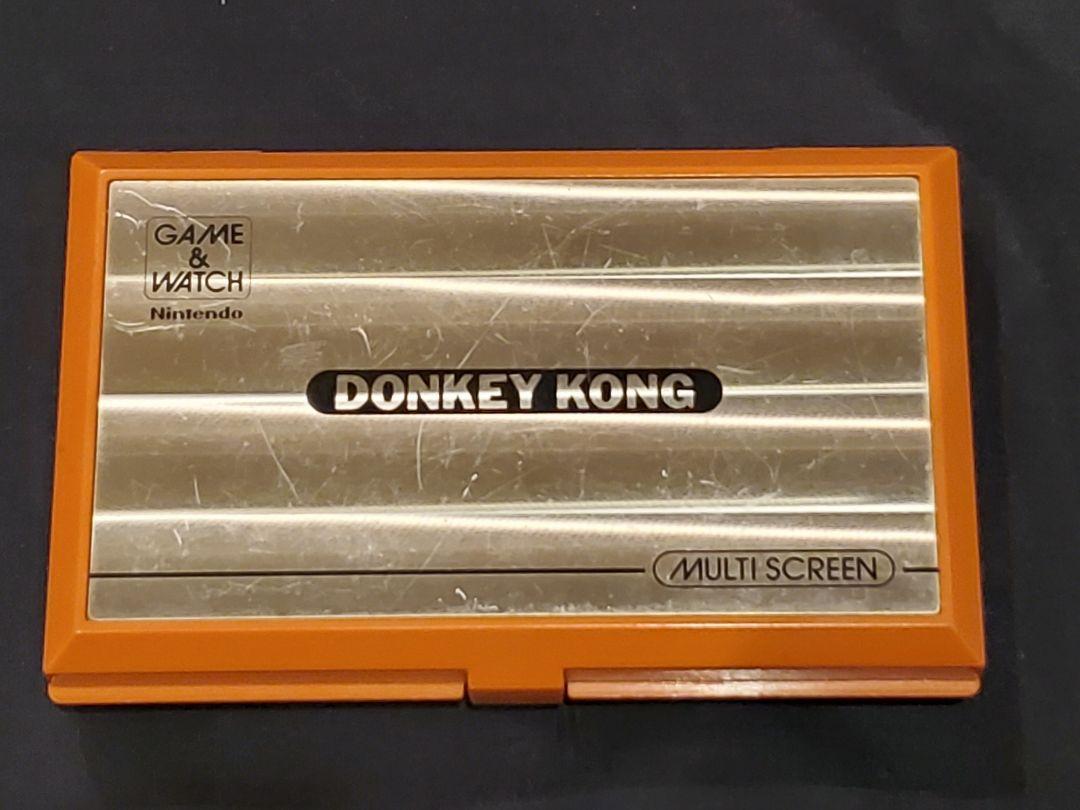 GAME
&
WATCH
Nintendo
DONKEY KONG
MULTI SCREEN